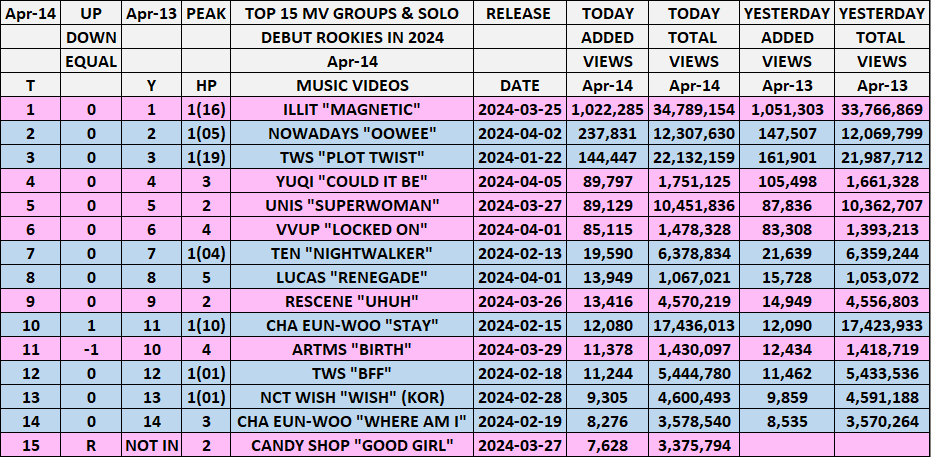 Apr-14 UP Apr-13 PEAK TOP 15 MV GROUPS & SOLO RELEASE TODAY TODAY YESTERDAY YESTERDAY
DOWN DEBUT ROOKIES IN 2024 ADDED TOTAL ADDED TOTAL
EQUAL Apr-14 VIEWS VIEWS VIEWS VIEWS
T Y HP MUSIC VIDEOS DATE Apr-14 Apr-14 Apr-13 Apr-13
1 0 1 1(16) ILLIT "MAGNETIC" 2024-03-25 1,022,285 34,789,154 1,051,303 33,766,869
2 0 2 1(05) NOWADAYS "OOWEE" 2024-04-02 237,831 12,307,630 147,507 12,069,799
3 0 3 1(19) TWS "PLOT TWIST" 2024-01-22 144,447 22,132,159 161,901 21,987,712
4 0 4 3 YUQI "COULD IT BE" 2024-04-05 89,797 1,751,125 105,498 1,661,328
5 0 5 2 UNIS "SUPERWOMAN" 2024-03-27 89,129 10,451,836 87,836 10,362,707
6 0 6 4 VVUP "LOCKED ON" 2024-04-01 85,115 1,478,328 83,308 1,393,213
7 0 7 1(04) TEN "NIGHTWALKER" 2024-02-13 19,590 6,378,834 21,639 6,359,244
8 0 8 5 LUCAS "RENEGADE" 2024-04-01 13,949 1,067,021 15,728 1,053,072
9 0 9 2 RESCENE "UHUH" 2024-03-26 13,416 4,570,219 14,949 4,556,803
10 1 11 1(10) CHA EUN-WOO "STAY" 2024-02-15 12,080 17,436,013 12,090 17,423,933
11 -1 10 4 ARTMS "BIRTH" 2024-03-29 11,378 1,430,097 12,434 1,418,719
12 0 12 1(01) TWS "BFF" 2024-02-18 11,244 5,444,780 11,462 5,433,536
13 0 13 1(01) NCT WISH "WISH" (KOR) 2024-02-28 9,305 4,600,493 9,859 4,591,188
14 0 14 3 CHA EUN-WOO "WHERE AM I" 2024-02-19 8,276 3,578,540 8,535 3,570,264
15 R NOT IN 2 CANDY SHOP "GOOD GIRL" 2024-03-27 7,628 3,375,794